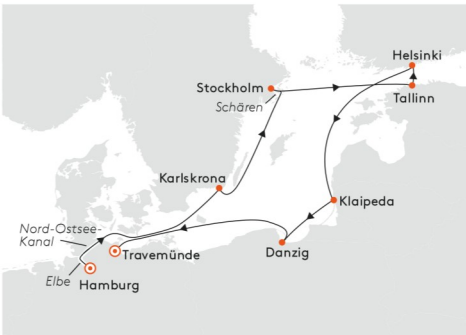 Helsinki
Stockholm
Tallinn
Schären
Karlskrona
Klaipeda
Nord-Ostsee-
Kanal
Danzig
Travemünde
Elbe
Hamburg